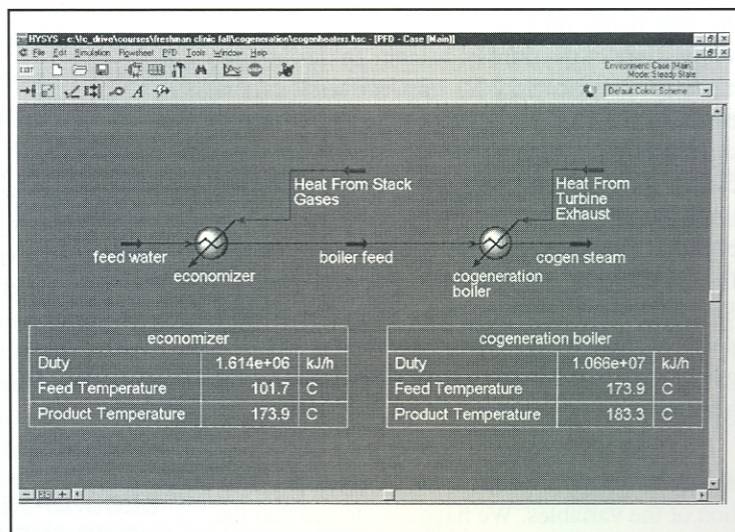 HYSYS - c:\lc_drive\courses\freshman clinic fall\cogeneration\cogenheaters.hsc - [PFD - Case (Main)]
File Edit Simulation Flowsheet PFD Tools Window Help
Environment: Case (Main)
Mode: Steady State
A
Default Colour Scheme
Heat From Stack
Gases
Heat From
Turbine
Exhaust
feed water
economizer
boiler feed
cogeneration
boiler
cogen steam
economizer
Duty 1.614e+06 kJ/h
Feed Temperature 101.7 C
Product Temperature 173.9 C
cogeneration boiler
Duty 1.066e+07 kJ/h
Feed Temperature 173.9 C
Product Temperature 183.3 C